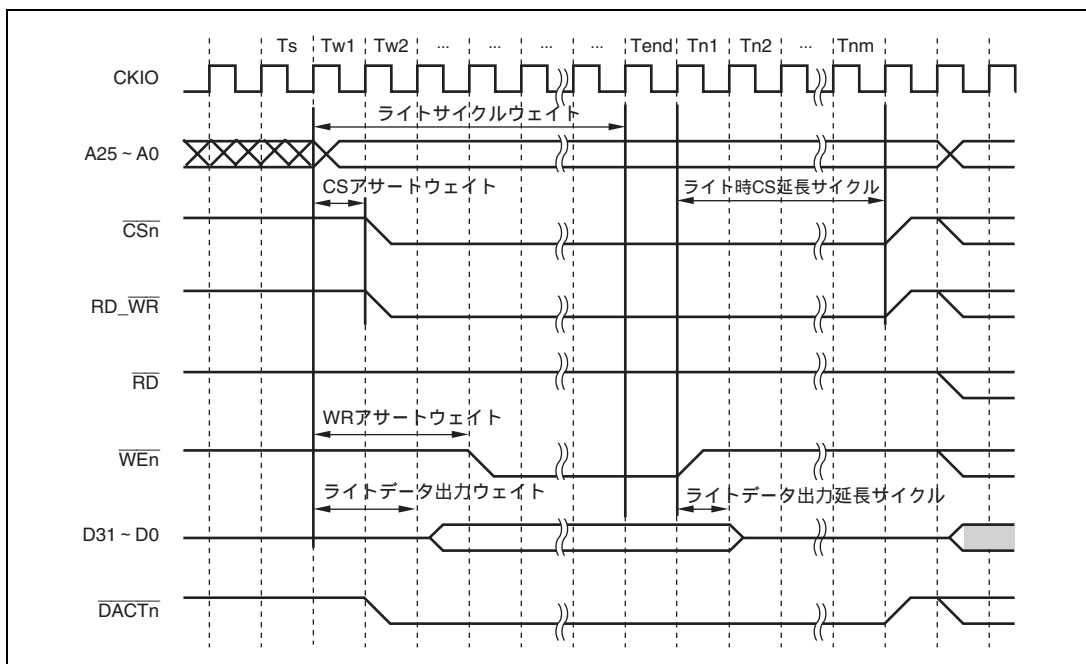 Ts Tw1 Tw2 ... ... ... ... Tend Tn1 Tn2 ... Tnm
CKIO
ライトサイクルウェイト
A25 ~ A0
CSアサートウェイト
ライト時CS延長サイクル
CSn
RD_WR
RD
WRアサートウェイト
WEn
ライトデータ出力ウェイト
ライトデータ出力延長サイクル
D31 ~ D0
DACTn